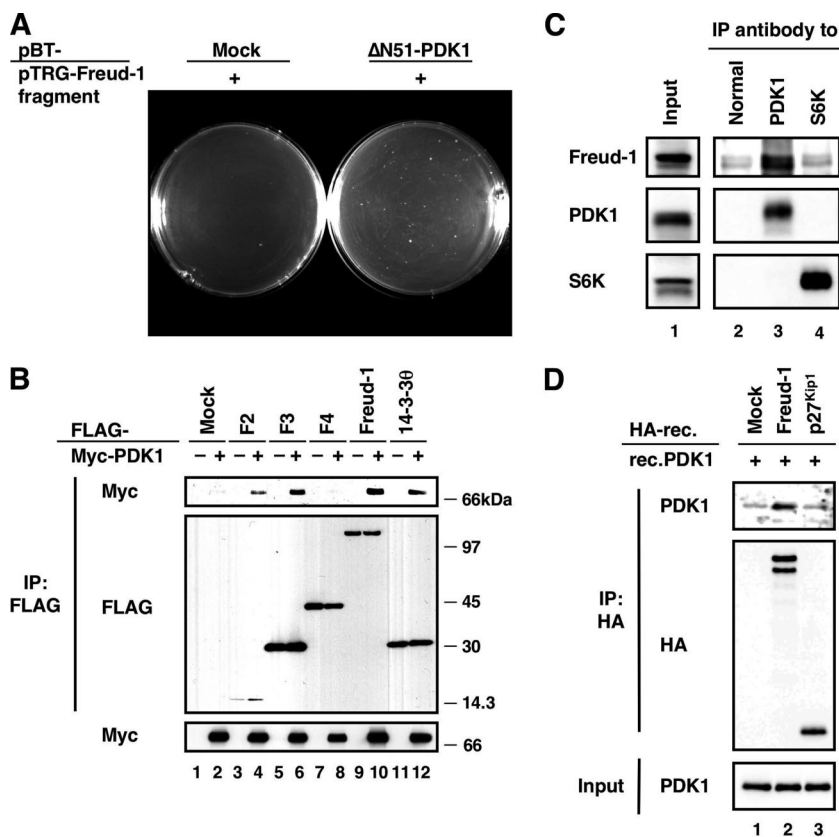 A
pBT- Mock ΔN51-PDK1
pTRG-Freud-1 + +
fragment
B
FLAG- Mock F2 F3 F4 Freud-1 14-3-3θ
Myc-PDK1 – + – + – + – + – + – +
IP: FLAG
Myc
66kDa
FLAG
97
45
30
14.3
Myc
66
1 2 3 4 5 6 7 8 9 10 11 12
C
IP antibody to
Input Normal PDK1 S6K
Freud-1
PDK1
S6K
1 2 3 4
D
HA-rec. Mock Freud-1 p27Kip1
rec.PDK1 + + +
IP: HA
PDK1
HA
Input PDK1
1 2 3